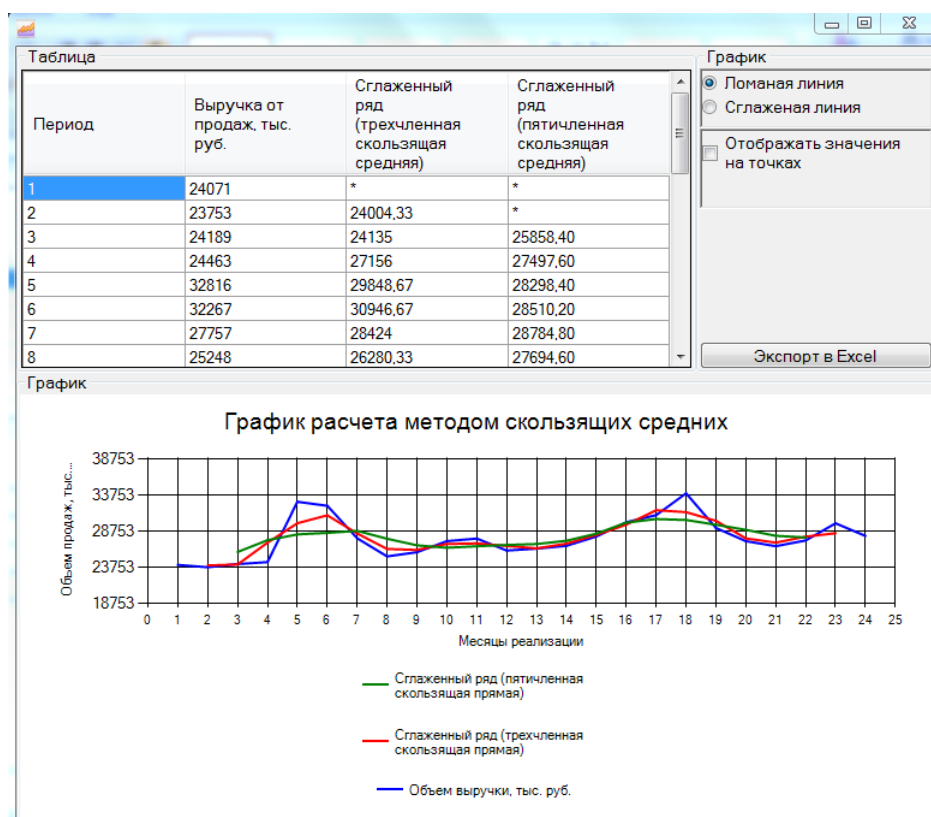 Таблица
Период
Выручка от
продаж, тыс.
руб.
Сглаженный
ряд
(трехчленная
скользящая
средняя)
Сглаженный
ряд
(пятичленная
скользящая
средняя)
1 24071 * *
2 23753 24004,33 *
3 24189 24135 25858,40
4 24463 27156 27497,60
5 32816 29848,67 28298,40
6 32267 30946,67 28510,20
7 27757 28424 28784,80
8 25248 26280,33 27694,60
График
Ломаная линия
Сглаженая линия
Отображать значения
на точках
Экспорт в Excel
График
График расчета методом скользящих средних
Объем продаж, тыс....
38753
33753
28753
23753
18753
0 1 2 3 4 5 6 7 8 9 10 11 12 13 14 15 16 17 18 19 20 21 22 23 24 25
Месяцы реализации
Сглаженный ряд (пятичленная
скользящая прямая)
Сглаженный ряд (трехчленная
скользящая прямая)
Объем выручки, тыс. руб.